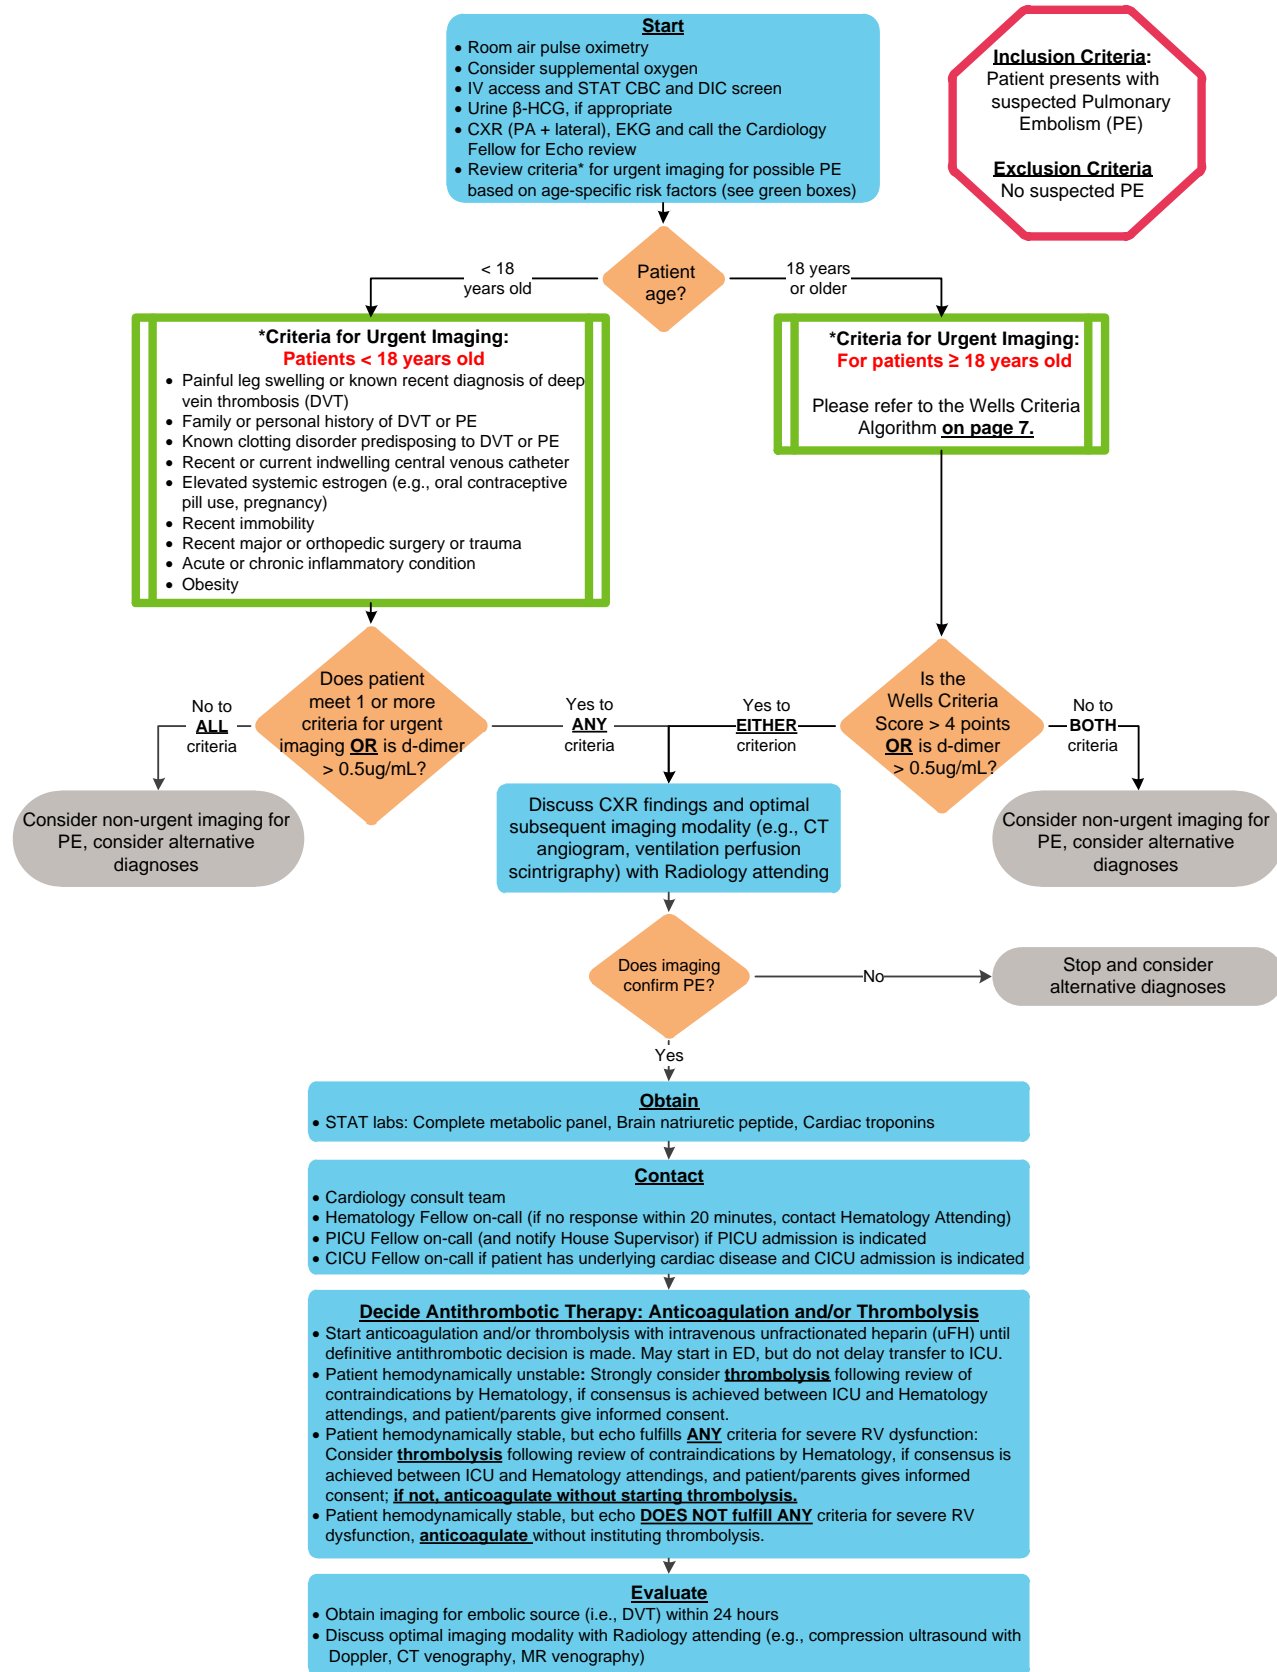 Start
• Room air pulse oximetry
• Consider supplemental oxygen
• IV access and STAT CBC and DIC screen
• Urine β-HCG, if appropriate
• CXR (PA + lateral), EKG and call the Cardiology
Fellow for Echo review
• Review criteria* for urgent imaging for possible PE
based on age-specific risk factors (see green boxes)
Inclusion Criteria:
Patient presents with
suspected Pulmonary
Embolism (PE)
Exclusion Criteria
No suspected PE
Patient
age?
< 18
years old
18 years
or older
*Criteria for Urgent Imaging:
Patients < 18 years old
• Painful leg swelling or known recent diagnosis of deep
vein thrombosis (DVT)
• Family or personal history of DVT or PE
• Known clotting disorder predisposing to DVT or PE
• Recent or current indwelling central venous catheter
• Elevated systemic estrogen (e.g., oral contraceptive
pill use, pregnancy)
• Recent immobility
• Recent major or orthopedic surgery or trauma
• Acute or chronic inflammatory condition
• Obesity
*Criteria for Urgent Imaging:
For patients ≥ 18 years old
Please refer to the Wells Criteria
Algorithm on page 7.
Does patient
meet 1 or more
criteria for urgent
imaging OR is d-dimer
> 0.5ug/mL?
No to
ALL
criteria
Yes to
ANY
criteria
Yes to
EITHER
criterion
Is the
Wells Criteria
Score > 4 points
OR is d-dimer
> 0.5ug/mL?
No to
BOTH
criteria
Consider non-urgent imaging for
PE, consider alternative
diagnoses
Discuss CXR findings and optimal
subsequent imaging modality (e.g., CT
angiogram, ventilation perfusion
scintrigraphy) with Radiology attending
Consider non-urgent imaging for
PE, consider alternative
diagnoses
Does imaging
confirm PE?
No
Stop and consider
alternative diagnoses
Yes
Obtain
• STAT labs: Complete metabolic panel, Brain natriuretic peptide, Cardiac troponins
Contact
• Cardiology consult team
• Hematology Fellow on-call (if no response within 20 minutes, contact Hematology Attending)
• PICU Fellow on-call (and notify House Supervisor) if PICU admission is indicated
• CICU Fellow on-call if patient has underlying cardiac disease and CICU admission is indicated
Decide Antithrombotic Therapy: Anticoagulation and/or Thrombolysis
• Start anticoagulation and/or thrombolysis with intravenous unfractionated heparin (uFH) until
definitive antithrombotic decision is made. May start in ED, but do not delay transfer to ICU.
• Patient hemodynamically unstable: Strongly consider thrombolysis following review of
contraindications by Hematology, if consensus is achieved between ICU and Hematology
attendings, and patient/parents give informed consent.
• Patient hemodynamically stable, but echo fulfills ANY criteria for severe RV dysfunction:
Consider thrombolysis following review of contraindications by Hematology, if consensus is
achieved between ICU and Hematology attendings, and patient/parents gives informed
consent; if not, anticoagulate without starting thrombolysis.
• Patient hemodynamically stable, but echo DOES NOT fulfill ANY criteria for severe RV
dysfunction, anticoagulate without instituting thrombolysis.
Evaluate
• Obtain imaging for embolic source (i.e., DVT) within 24 hours
• Discuss optimal imaging modality with Radiology attending (e.g., compression ultrasound with
Doppler, CT venography, MR venography)